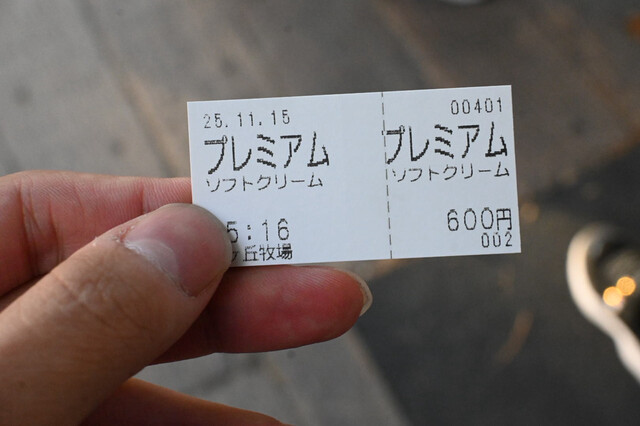 25.11.15
プレミアム
ソフトクリーム
5:16
丘牧場
00401
プレミアム
ソフトクリーム
600円
002